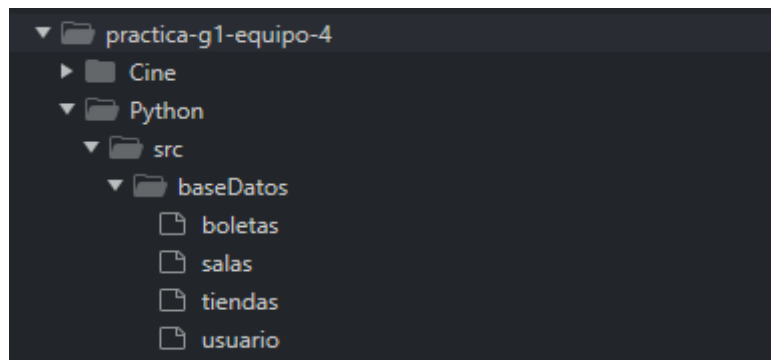 practica-g1-equipo-4
Cine
Python
src
baseDatos
boletas
salas
tiendas
usuario